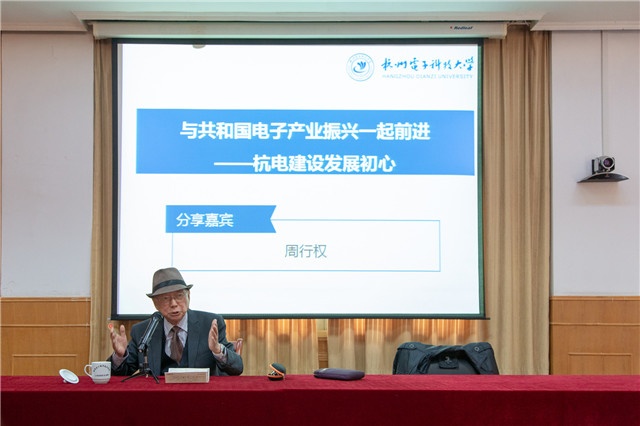 杭州电子科技大学
HANGZHOU DIANZI UNIVERSITY
与共和国电子产业振兴一起前进
——杭电建设发展初心
分享嘉宾
周行权